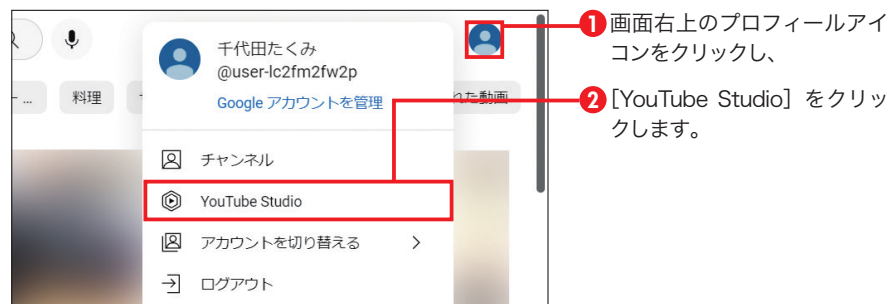 千代田たくみ
@user-lc2fm2fw2p
Google アカウントを管理
ー ...
料理
れた動画
チャンネル
YouTube Studio
アカウントを切り替える
ログアウト
❶画面右上のプロフィールアイ
コンをクリックし、
❷[YouTube Studio]をクリッ
クします。